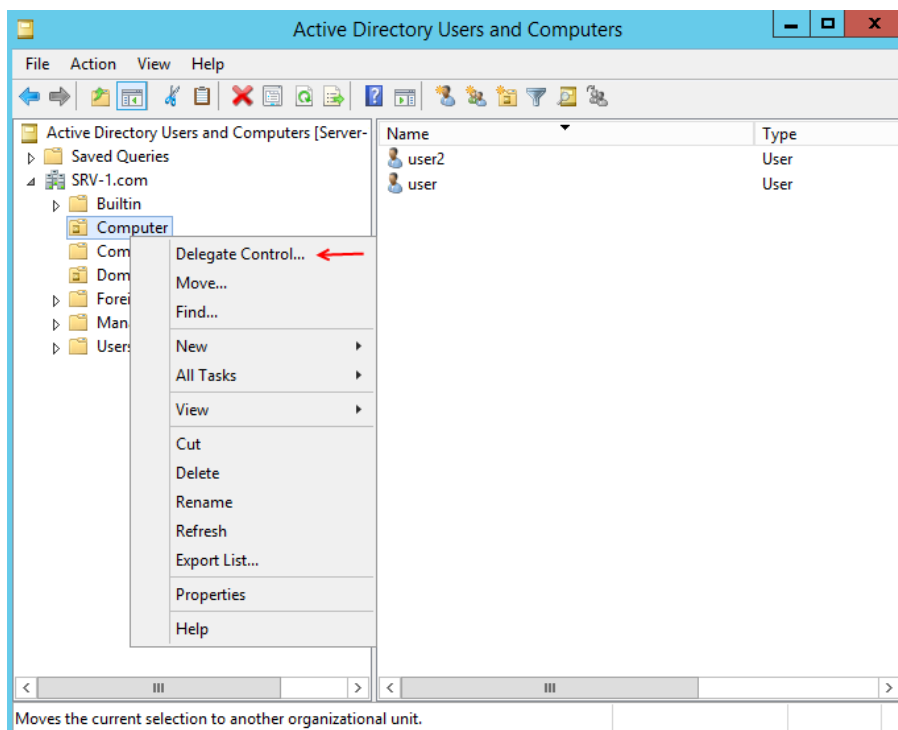 Active Directory Users and Computers
File Action View Help
Active Directory Users and Computers [Server-
Name Type
Saved Queries
user2 User
SRV-1.com
user User
Builtin
Computer
Com
Delegate Control...
Dom
Move...
Forei
Find...
Man
Users
New
All Tasks
View
Cut
Delete
Rename
Refresh
Export List...
Properties
Help
Moves the current selection to another organizational unit.